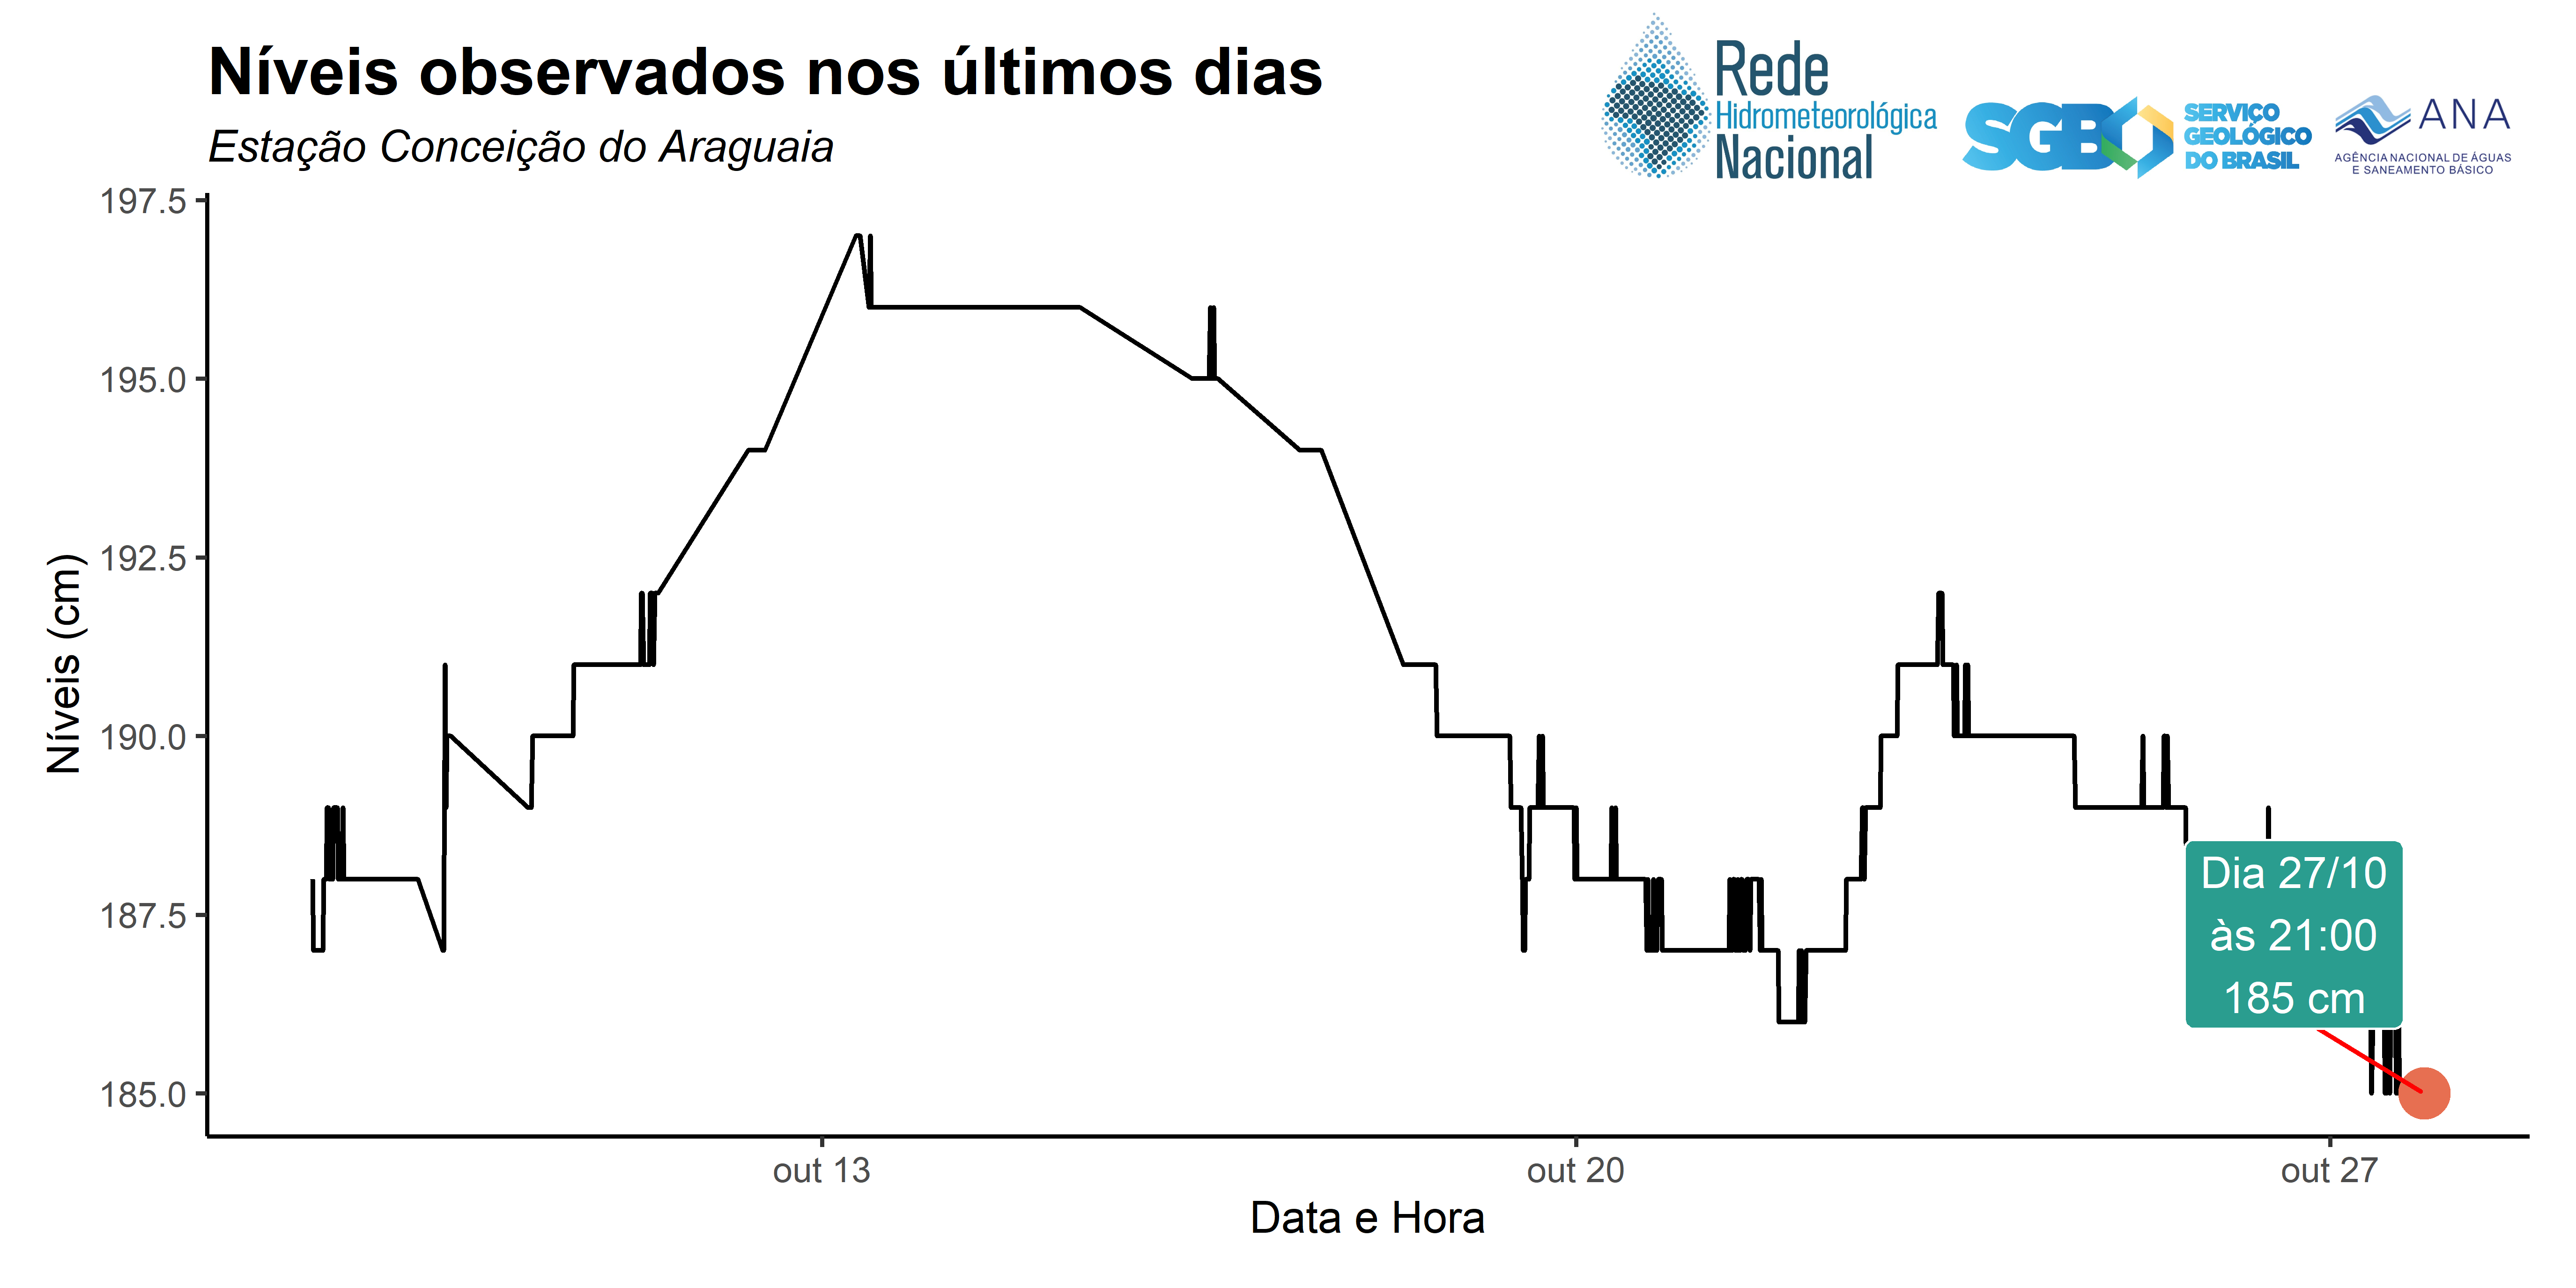 Níveis observados nos últimos dias
Estação Conceição do Araguaia
Rede
Hidrometeorológica
Nacional
SGB
SERVIÇO
GEOLÓGICO
DO BRASIL
ANA
AGÊNCIA NACIONAL DE ÁGUAS
E SANEAMENTO BÁSICO
Níveis (cm)
197.5
195.0
192.5
190.0
187.5
185.0
Dia 27/10
às 21:00
185 cm
out 13
out 20
out 27
Data e Hora